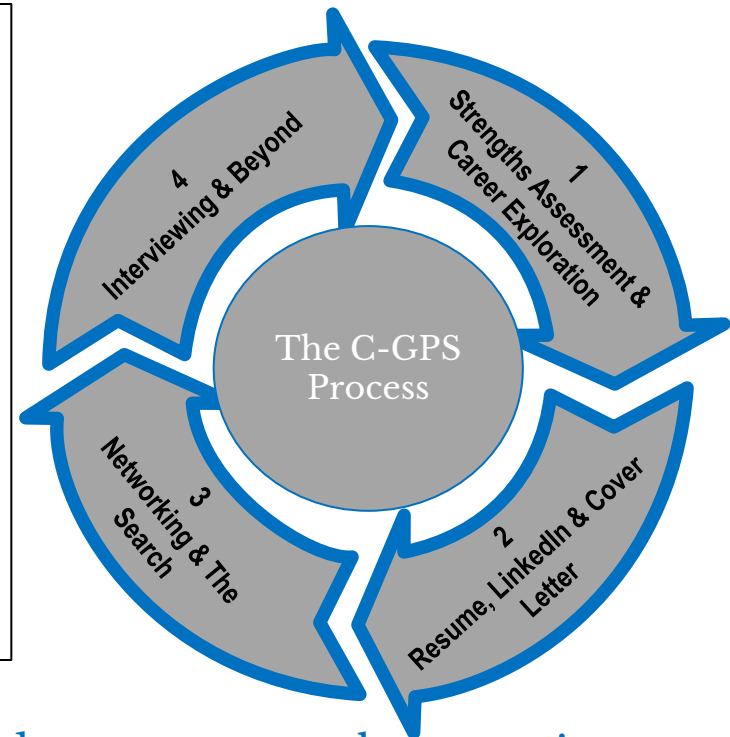 1
Strengths Assessment &
Career Exploration
2
Resume, LinkedIn & Cover
Letter
3
Networking & The
Search
4
Interviewing & Beyond
The C-GPS
Process